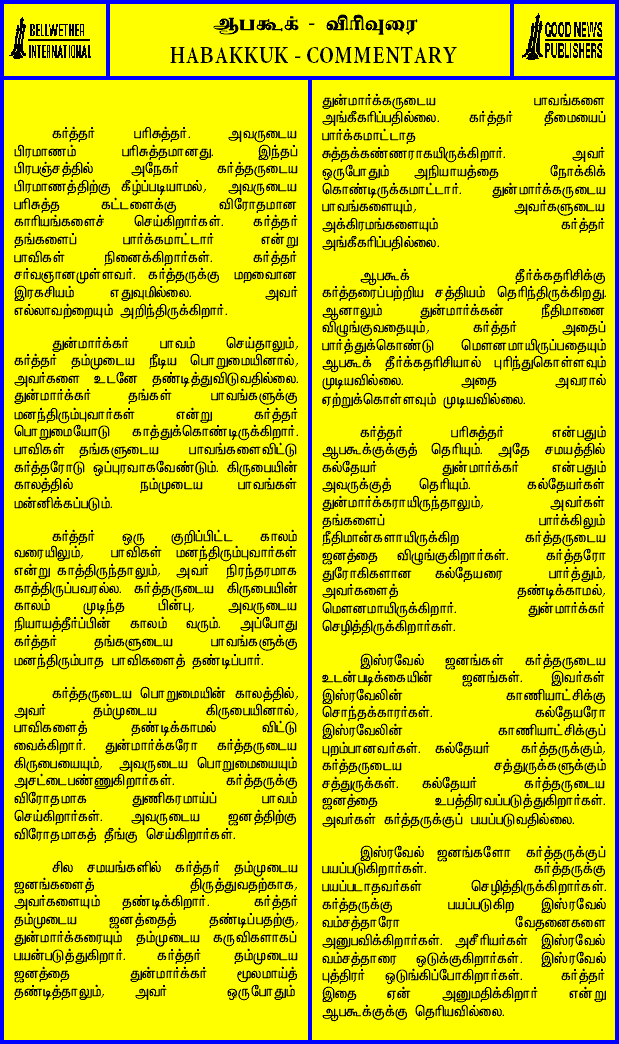 BELLWETHER
INTERNATIONAL
ஆபகூக் - விரிவுரை
HABAKKUK - COMMENTARY
GOOD NEWS
PUBLISHERS
கர்த்தர் பரிசுத்தர். அவருடைய
பிரமாணம் பரிசுத்தமானது. இந்தப்
பிரபஞ்சத்தில் அநேகர் கர்த்தருடைய
பிரமாணத்திற்கு கீழ்ப்படியாமல், அவருடைய
பரிசுத்த கட்டளைக்கு விரோதமான
காரியங்களைச் செய்கிறார்கள். கர்த்தர்
தங்களைப் பார்க்கமாட்டார் என்று
பாவிகள் நினைக்கிறார்கள். கர்த்தர்
சர்வஞானமுள்ளவர். கர்த்தருக்கு மறைவான
இரகசியம் எதுவுமில்லை. அவர்
எல்லாவற்றையும் அறிந்திருக்கிறார்.
துன்மார்க்கர் பாவம் செய்தாலும்,
கர்த்தர் தம்முடைய நீடிய பொறுமையினால்,
அவர்களை உடனே தண்டித்துவிடுவதில்லை.
துன்மார்க்கர் தங்கள் பாவங்களுக்கு
மனந்திரும்புவார்கள் என்று கர்த்தர்
பொறுமையோடு காத்துக்கொண்டிருக்கிறார்.
பாவிகள் தங்களுடைய பாவங்களைவிட்டு
கர்த்தரோடு ஒப்புரவாகவேண்டும். கிருபையின்
காலத்தில் நம்முடைய பாவங்கள்
மன்னிக்கப்படும்.
கர்த்தர் ஒரு குறிப்பிட்ட காலம்
வரையிலும், பாவிகள் மனந்திரும்புவார்கள்
என்று காத்திருந்தாலும், அவர் நிரந்தரமாக
காத்திருப்பவரல்ல. கர்த்தருடைய கிருபையின்
காலம் முடிந்த பின்பு, அவருடைய
நியாயத்தீர்ப்பின் காலம் வரும். அப்போது
கர்த்தர் தங்களுடைய பாவங்களுக்கு
மனந்திரும்பாத பாவிகளைத் தண்டிப்பார்.
கர்த்தருடைய பொறுமையின் காலத்தில்,
அவர் தம்முடைய கிருபையினால்,
பாவிகளைத் தண்டிக்காமல் விட்டு
வைக்கிறார். துன்மார்க்கரோ கர்த்தருடைய
கிருபையையும், அவருடைய பொறுமையையும்
அசட்டைபண்ணுகிறார்கள். கர்த்தருக்கு
விரோதமாக துணிகரமாய்ப் பாவம்
செய்கிறார்கள். அவருடைய ஜனத்திற்கு
விரோதமாகத் தீங்கு செய்கிறார்கள்.
சில சமயங்களில் கர்த்தர் தம்முடைய
ஜனங்களைத் திருத்துவதற்காக,
அவர்களையும் தண்டிக்கிறார். கர்த்தர்
தம்முடைய ஜனத்தைத் தண்டிப்பதற்கு,
துன்மார்க்கரையும் தம்முடைய கருவிகளாகப்
பயன்படுத்துகிறார். கர்த்தர் தம்முடைய
ஜனத்தை துன்மார்க்கர் மூலமாய்த்
தண்டித்தாலும், அவர் ஒருபோதும்
துன்மார்க்கருடைய பாவங்களை
அங்கீகரிப்பதில்லை. கர்த்தர் தீமையைப்
பார்க்கமாட்டாத
சுத்தக்கண்ணராகயிருக்கிறார். அவர்
ஒருபோதும் அநியாயத்தை நோக்கிக்
கொண்டிருக்கமாட்டார். துன்மார்க்கருடைய
பாவங்களையும், அவர்களுடைய
அக்கிரமங்களையும் கர்த்தர்
அங்கீகரிப்பதில்லை.
ஆபகூக் தீர்க்கதரிசிக்கு
கர்த்தரைப்பற்றிய சத்தியம் தெரிந்திருக்கிறது.
ஆனாலும் துன்மார்க்கன் நீதிமானை
விழுங்குவதையும், கர்த்தர் அதைப்
பார்த்துக்கொண்டு மௌனமாயிருப்பதையும்
ஆபகூக் தீர்க்கதரிசியால் புரிந்துகொள்ளவும்
முடியவில்லை. அதை அவரால்
ஏற்றுக்கொள்ளவும் முடியவில்லை.
கர்த்தர் பரிசுத்தர் என்பதும்
ஆபகூக்குக்குத் தெரியும். அதே சமயத்தில்
கல்தேயர் துன்மார்க்கர் என்பதும்
அவருக்குத் தெரியும். கல்தேயர்கள்
துன்மார்க்கராயிருந்தாலும், அவர்கள்
தங்களைப் பார்க்கிலும்
நீதிமான்களாயிருக்கிற கர்த்தருடைய
ஜனத்தை விழுங்குகிறார்கள். கர்த்தரோ
துரோகிகளான கல்தேயரை பார்த்தும்,
அவர்களைத் தண்டிக்காமல்,
மௌனமாயிருக்கிறார். துன்மார்க்கர்
செழித்திருக்கிறார்கள்.
இஸ்ரவேல் ஜனங்கள் கர்த்தருடைய
உடன்படிக்கையின் ஜனங்கள். இவர்கள்
இஸ்ரவேலின் காணியாட்சிக்கு
சொந்தக்காரர்கள். கல்தேயரோ
இஸ்ரவேலின் காணியாட்சிக்குப்
புறம்பானவர்கள். கல்தேயர் கர்த்தருக்கும்,
கர்த்தருடைய சத்துருக்களுக்கும்
சத்துருக்கள். கல்தேயர் கர்த்தருடைய
ஜனத்தை உபத்திரவப்படுத்துகிறார்கள்.
அவர்கள் கர்த்தருக்குப் பயப்படுவதில்லை.
இஸ்ரவேல் ஜனங்களோ கர்த்தருக்குப்
பயப்படுகிறார்கள். கர்த்தருக்கு
பயப்படாதவர்கள் செழித்திருக்கிறார்கள்.
கர்த்தருக்கு பயப்படுகிற இஸ்ரவேல்
வம்சத்தாரோ வேதனைகளை
அனுபவிக்கிறார்கள். அசீரியர்கள் இஸ்ரவேல்
வம்சத்தாரை ஒடுக்குகிறார்கள். இஸ்ரவேல்
புத்திரர் ஒடுங்கிப்போகிறார்கள். கர்த்தர்
இதை ஏன் அனுமதிக்கிறார் என்று
ஆபகூக்குக்கு தெரியவில்லை.